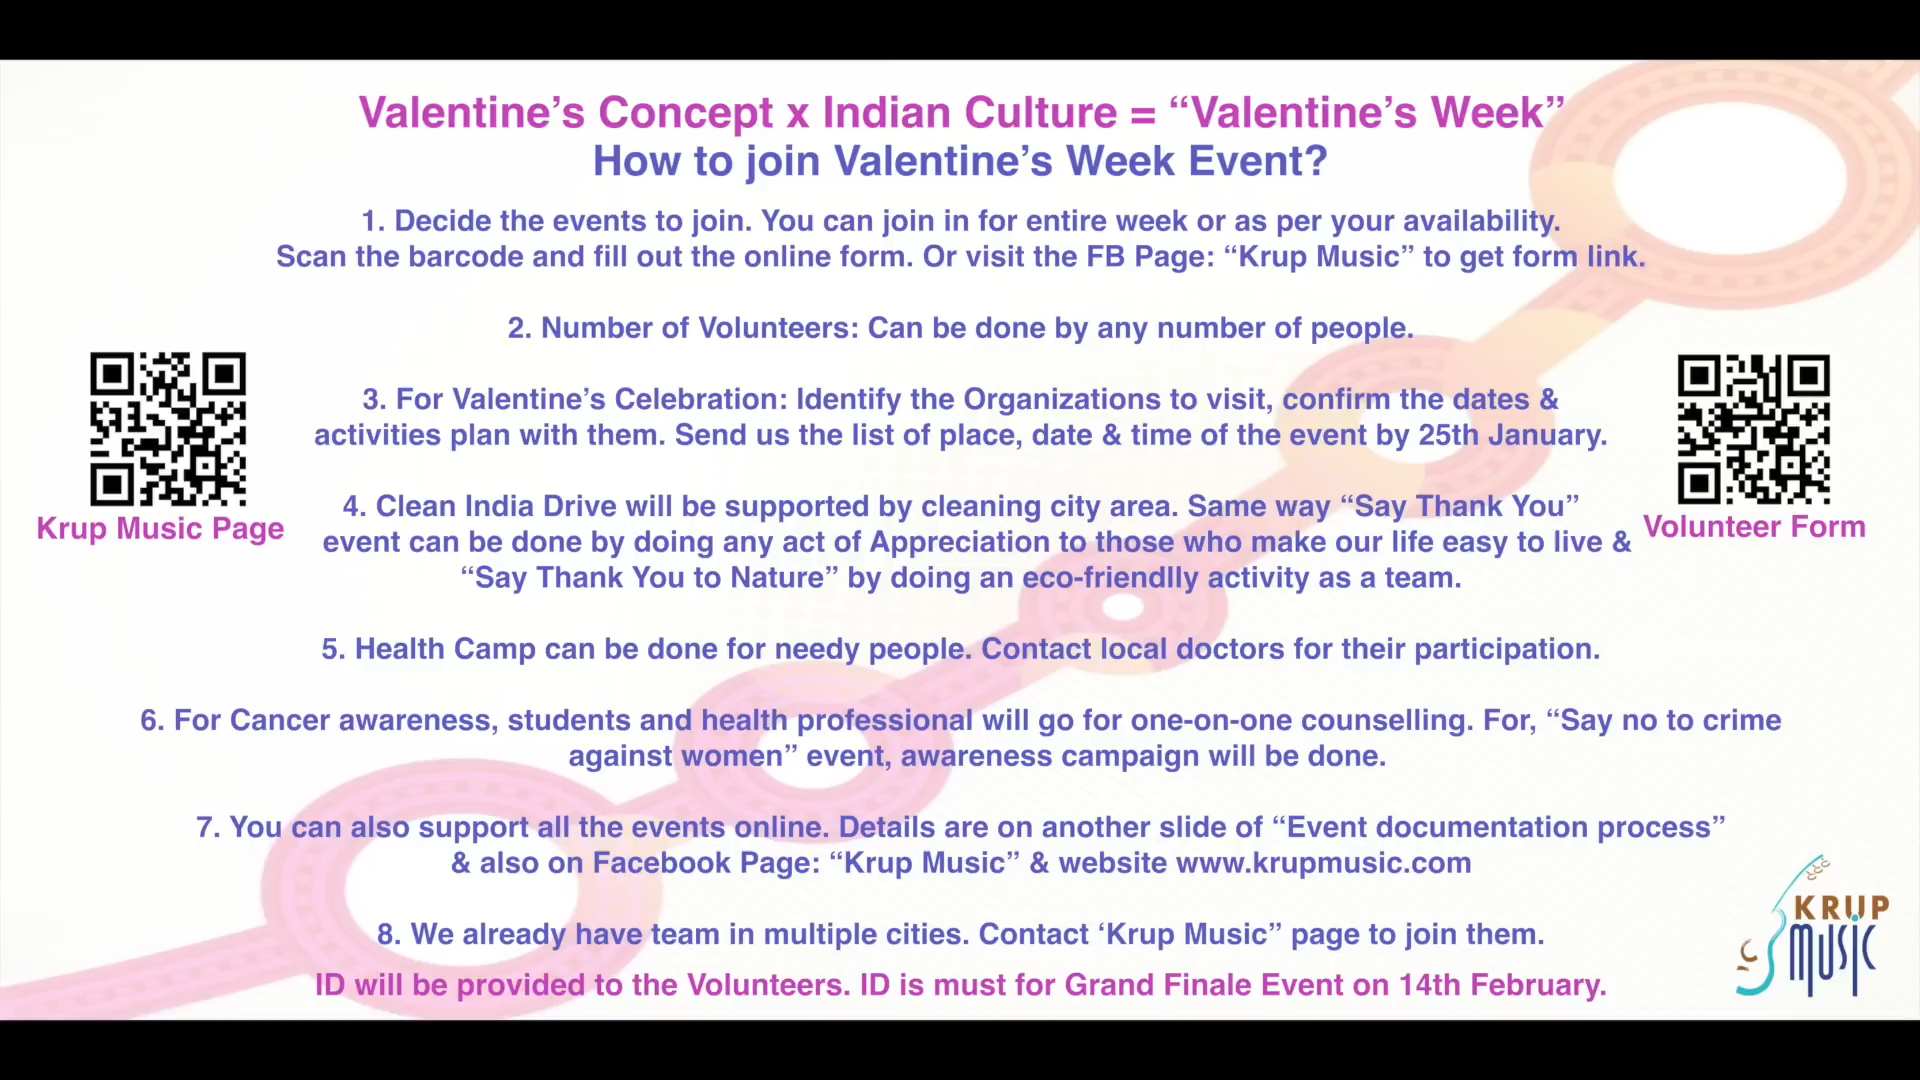 Valentine’s Concept x Indian Culture = “Valentine’s Week”
How to join Valentine’s Week Event?
1. Decide the events to join. You can join in for entire week or as per your availability.
Scan the barcode and fill out the online form. Or visit the FB Page: “Krup Music” to get form link.
2. Number of Volunteers: Can be done by any number of people.
3. For Valentine’s Celebration: Identify the Organizations to visit, confirm the dates &
activities plan with them. Send us the list of place, date & time of the event by 25th January.
4. Clean India Drive will be supported by cleaning city area. Same way “Say Thank You”
event can be done by doing any act of Appreciation to those who make our life easy to live &
“Say Thank You to Nature” by doing an eco-friendlly activity as a team.
Krup Music Page
Volunteer Form
5. Health Camp can be done for needy people. Contact local doctors for their participation.
6. For Cancer awareness, students and health professional will go for one-on-one counselling. For, “Say no to crime
against women” event, awareness campaign will be done.
7. You can also support all the events online. Details are on another slide of “Event documentation process”
& also on Facebook Page: “Krup Music” & website www.krupmusic.com
8. We already have team in multiple cities. Contact ‘Krup Music” page to join them.
ID will be provided to the Volunteers. ID is must for Grand Finale Event on 14th February.
KRUP
MUSIC